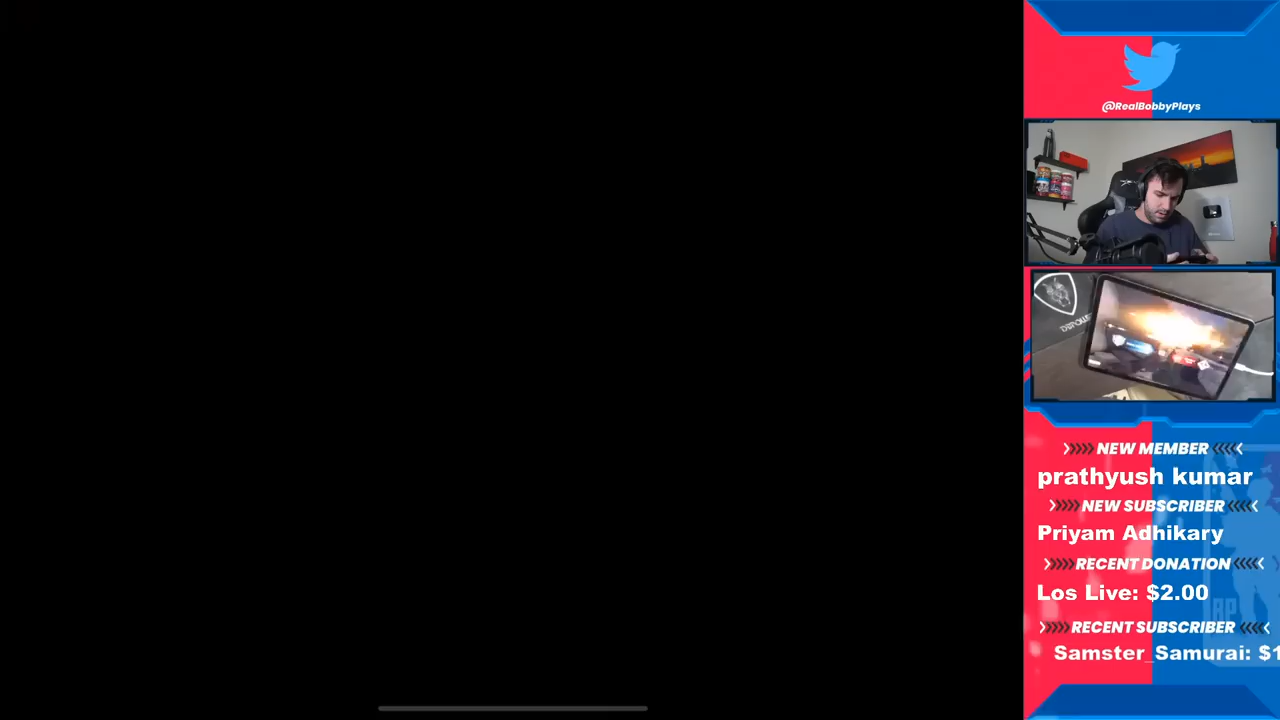 @RealBobbyPlays
NEW MEMBER
prathyush kumar
NEW SUBSCRIBER
Priyam Adhikary
RECENT DONATION
Los Live: $2.00
RECENT SUBSCRIBER
Samster_Samurai: $1